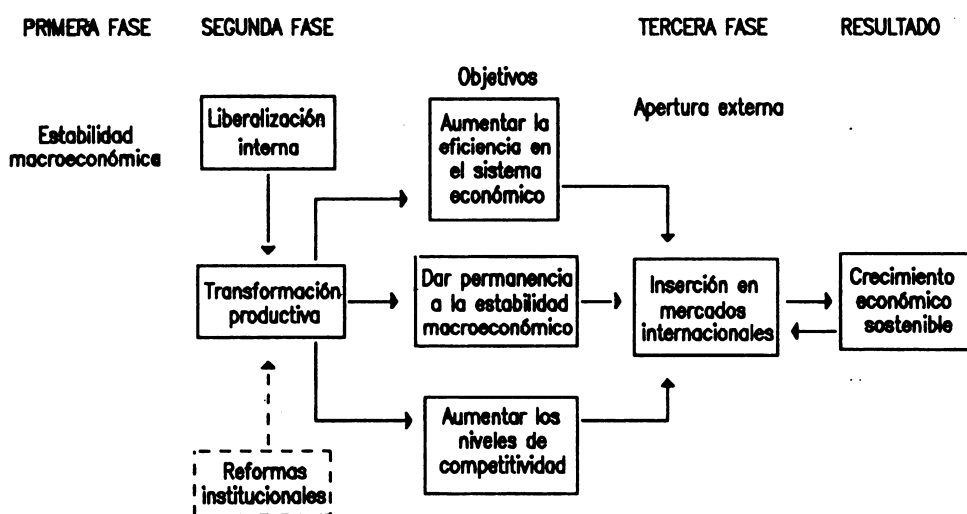 PRIMERA FASE
SEGUNDA FASE
TERCERA FASE
RESULTADO
Estabilidad
macroeconómica
Liberalización
interna
Transformación
productiva
Reformas
institucionales
Objetivos
Aumentar la
eficiencia en
el sistema
económico
Dar permanencia
a la estabilidad
macroeconómico
Aumentar los
niveles de
competitividad
Apertura externa
Inserción en
mercados
internacionales
Crecimiento
económico
sostenible